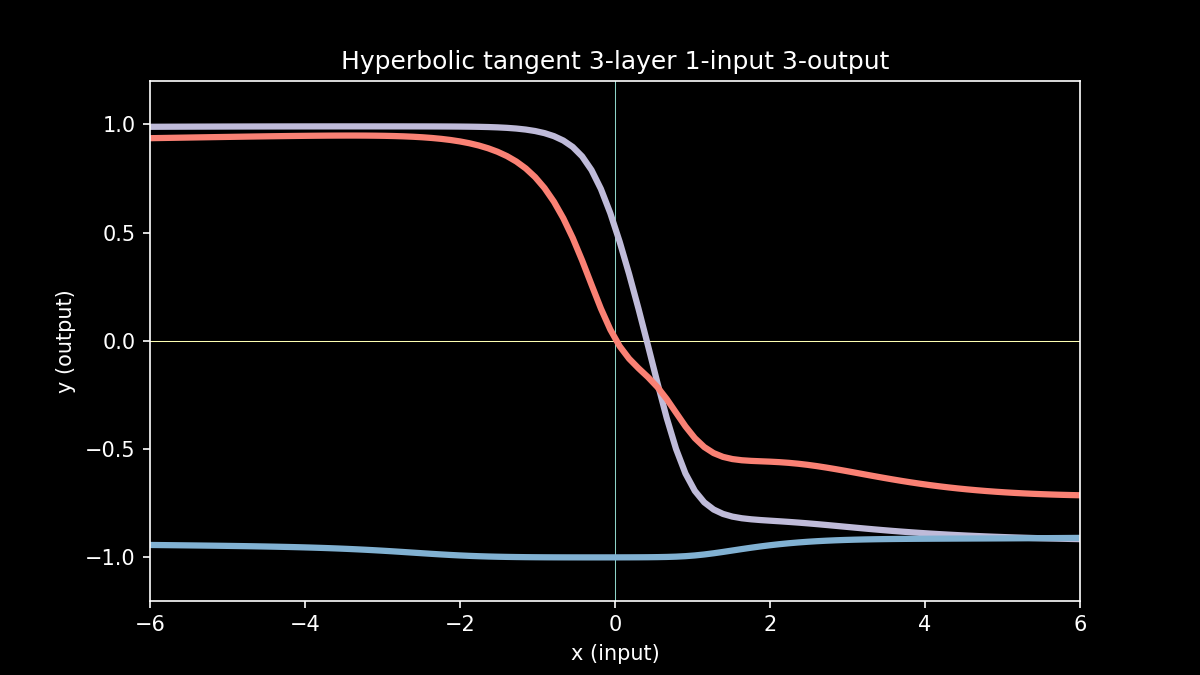 Hyperbolic tangent 3-layer 1-input 3-output
1.0
0.5
0.0
−0.5
−1.0
y (output)
−6 −4 −2 0 2 4 6
x (input)